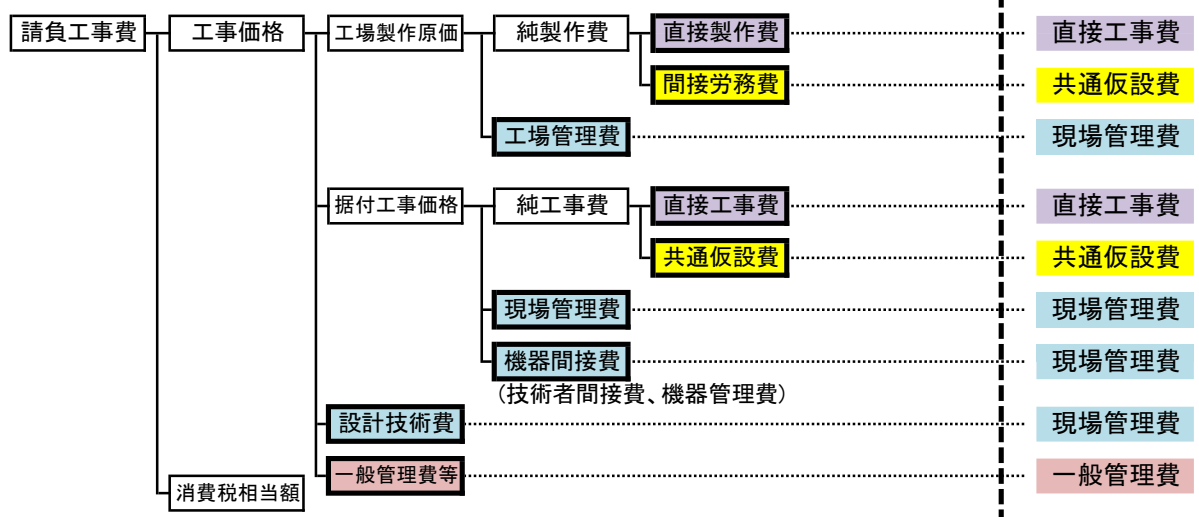 請負工事費 工事価格 工場製作原価 純製作費 直接製作費 直接工事費
間接労務費 共通仮設費
工場管理費 現場管理費
据付工事価格 純工事費 直接工事費 直接工事費
共通仮設費 共通仮設費
現場管理費 現場管理費
機器間接費 現場管理費
(技術者間接費、機器管理費)
設計技術費 現場管理費
一般管理費等 一般管理費
消費税相当額